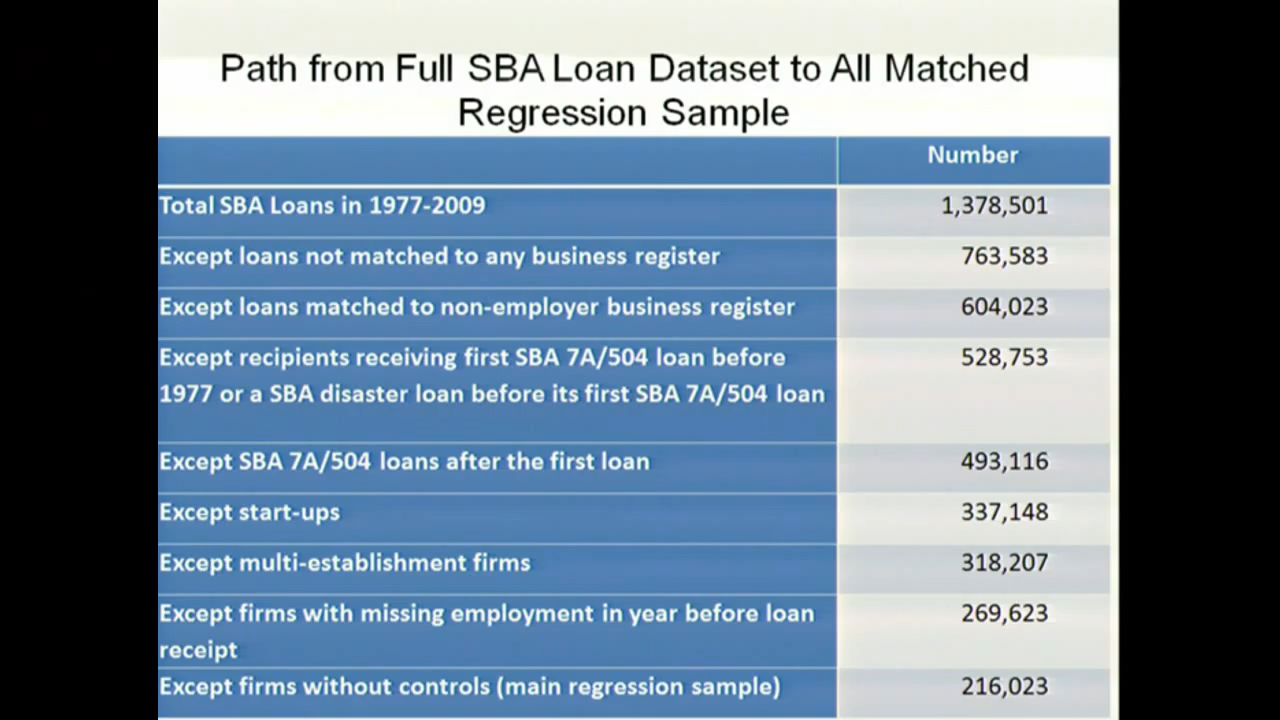 Path from Full SBA Loan Dataset to All Matched
Regression Sample
Number
Total SBA Loans in 1977-2009 1,378,501
Except loans not matched to any business register 763,583
Except loans matched to non-employer business register 604,023
Except recipients receiving first SBA 7A/504 loan before 528,753
1977 or a SBA disaster loan before its first SBA 7A/504 loan
Except SBA 7A/504 loans after the first loan 493,116
Except start-ups 337,148
Except multi-establishment firms 318,207
Except firms with missing employment in year before loan 269,623
receipt
Except firms without controls (main regression sample) 216,023